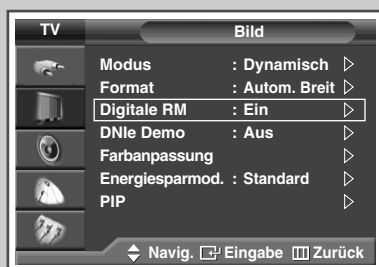 TV Bild
Modus : Dynamisch
Format : Autom. Breit
Digitale RM : Ein
DNIe Demo : Aus
Farbanpassung
Energiesparmod. : Standard
PIP
Navig. Eingabe Zurück